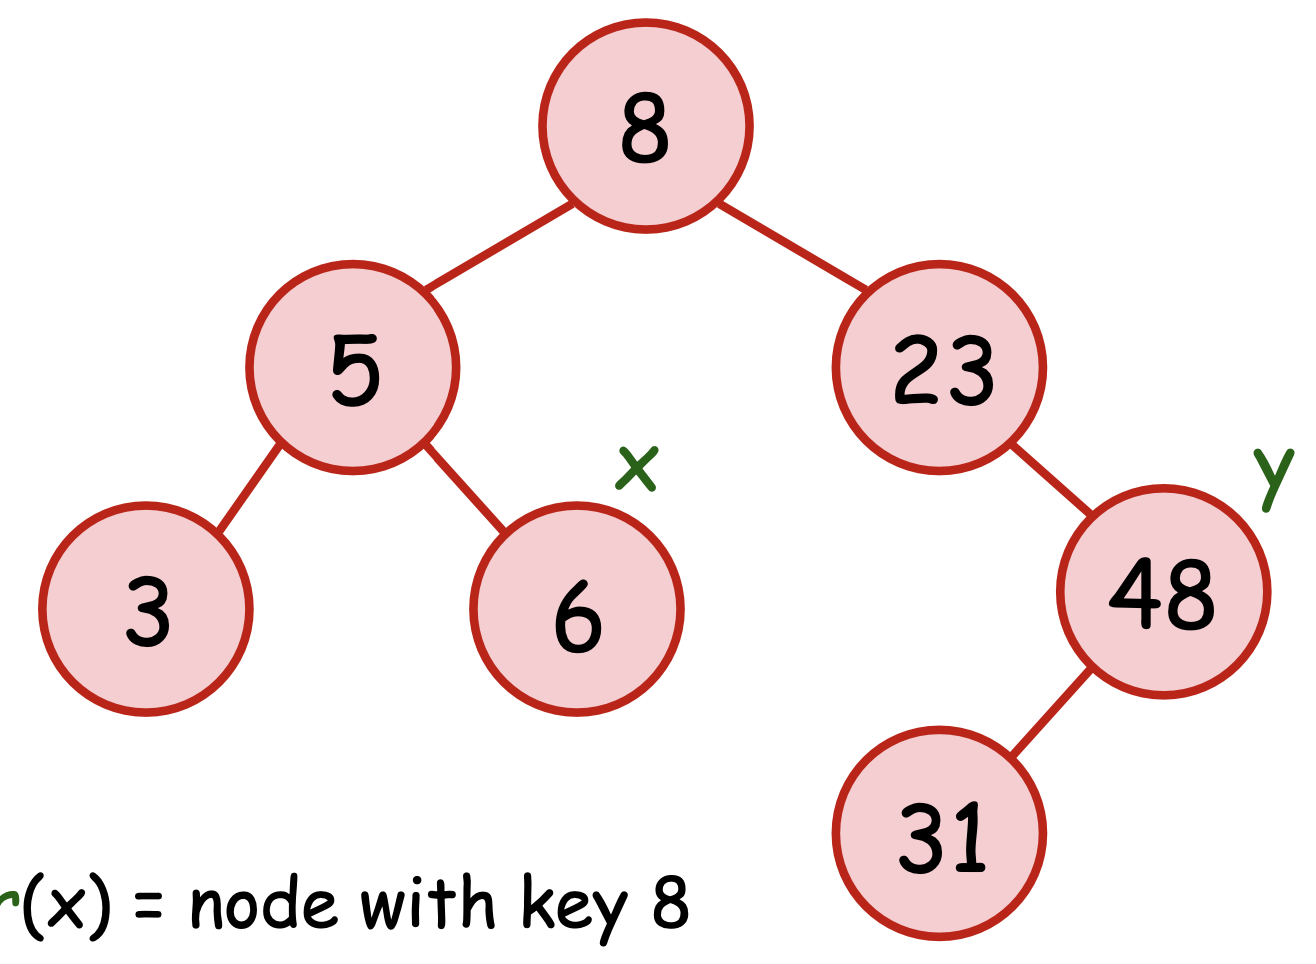 8
5 23
x y
3 6 48
31
r(x) = node with key 8